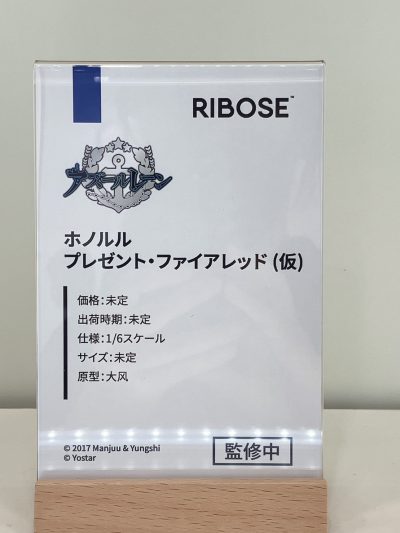 RIBOSE™
アズールレーン
ホノルル
プレゼント・ファイアレッド(仮)
価格:未定
出荷時期:未定
仕様:1/6スケール
サイズ:未定
原型:大风
© 2017 Manjuu & Yungshi
© Yostar
監修中